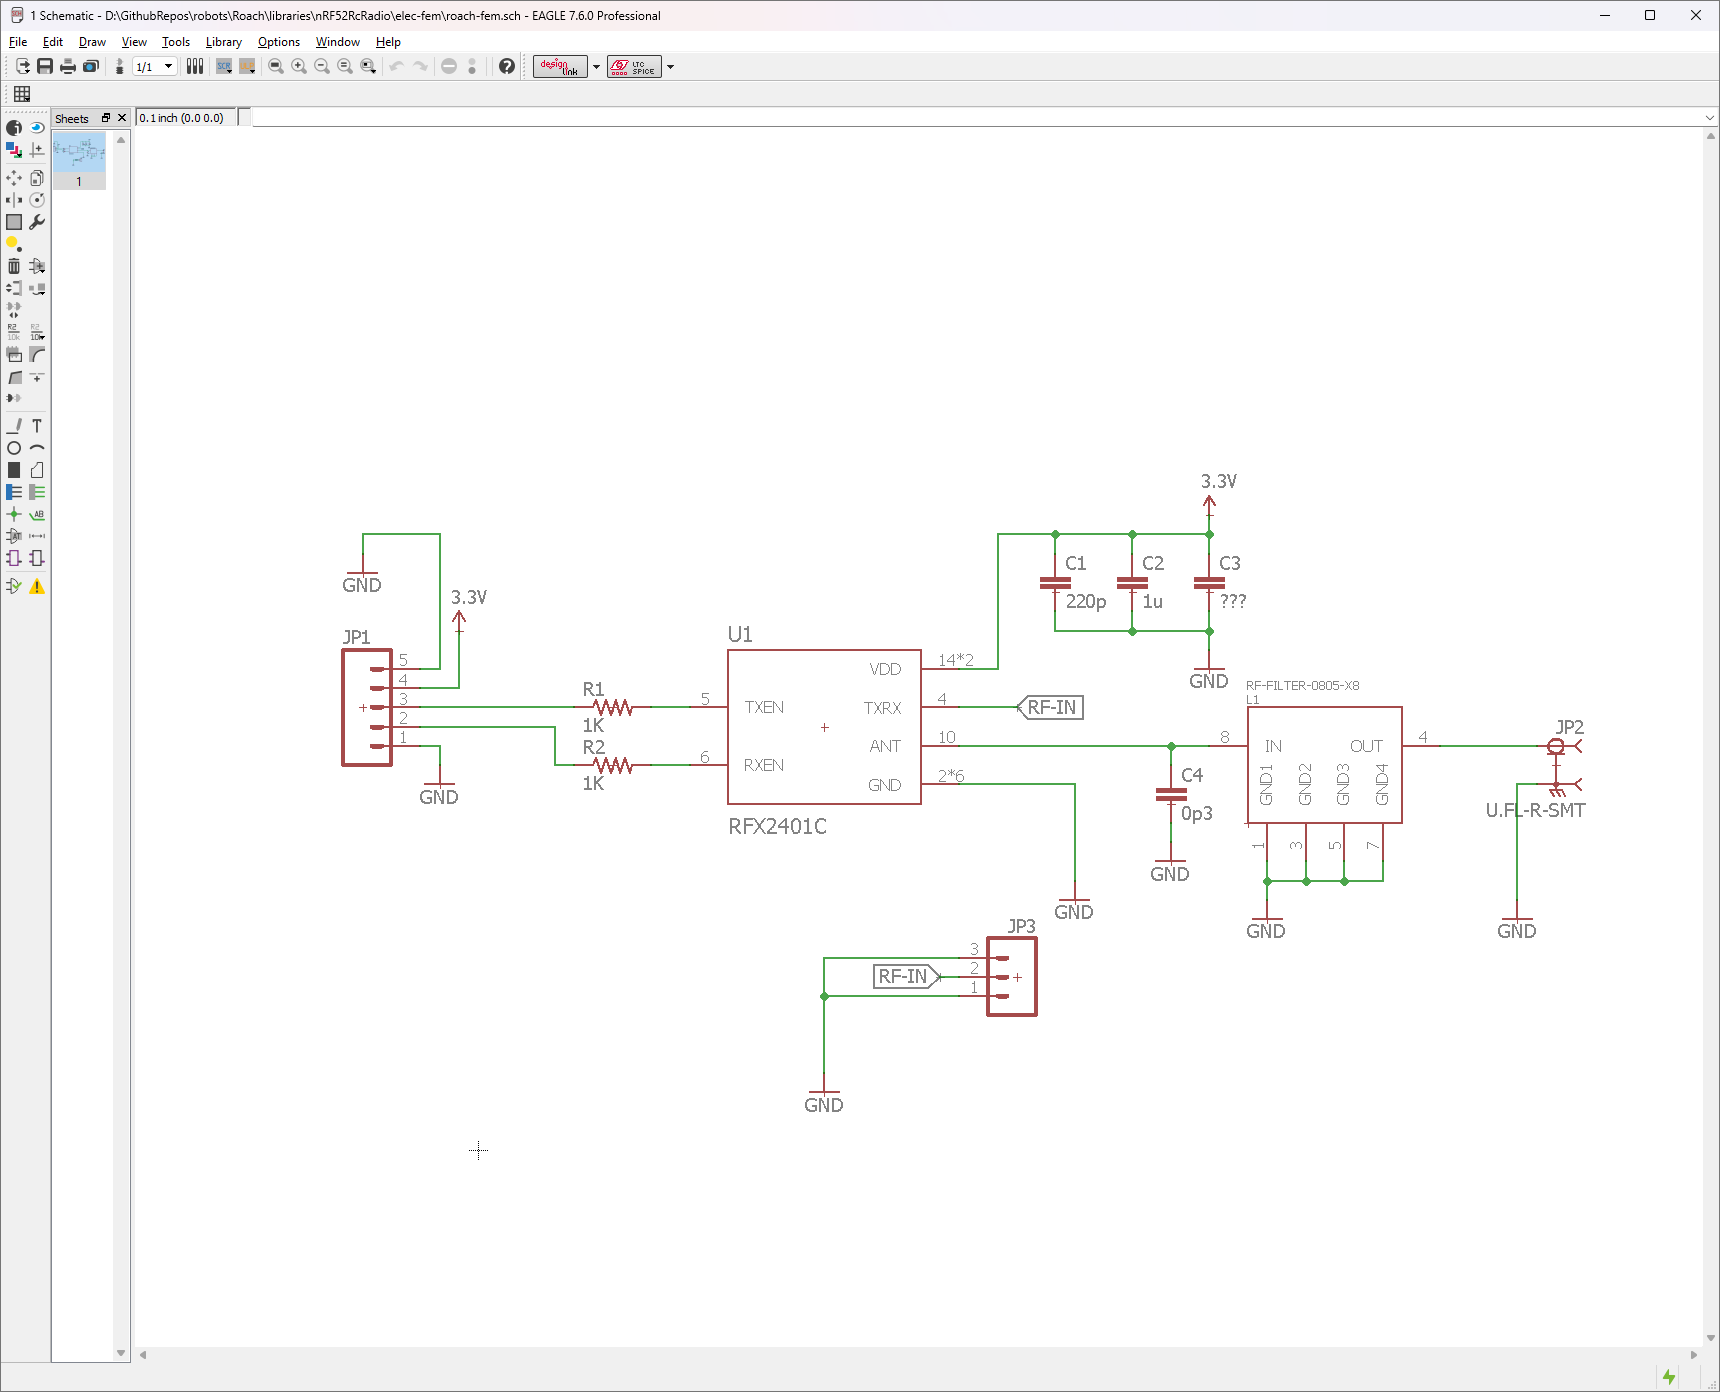 1 Schematic - D:\GithubRepos\robots\Roach\libraries\nRF52RcRadio\elec-fem\roach-fem.sch - EAGLE 7.6.0 Professional
File Edit Draw View Tools Library Options Window Help
1/1 SCR design link LTC SPICE
Sheets
0.1 inch (0.0 0.0)
1
R2 R2
10k 10k
T
AB
3.3V
C1 C2 C3
220p 1u ???
GND
GND
3.3V
JP1
5
4
3
2
1
GND
R1
1K
R2
1K
U1
5 TXEN
6 RXEN
VDD 14*2
TXRX 4 RF-IN
ANT 10
GND 2*6
RFX2401C
GND
C4
0p3
GND
RF-FILTER-0805-X8
L1
8 IN OUT 4
GND1 GND2 GND3 GND4
1 3 5 7
GND
JP2
U.FL-R-SMT
GND
JP3
3
RF-IN 2
1
GND